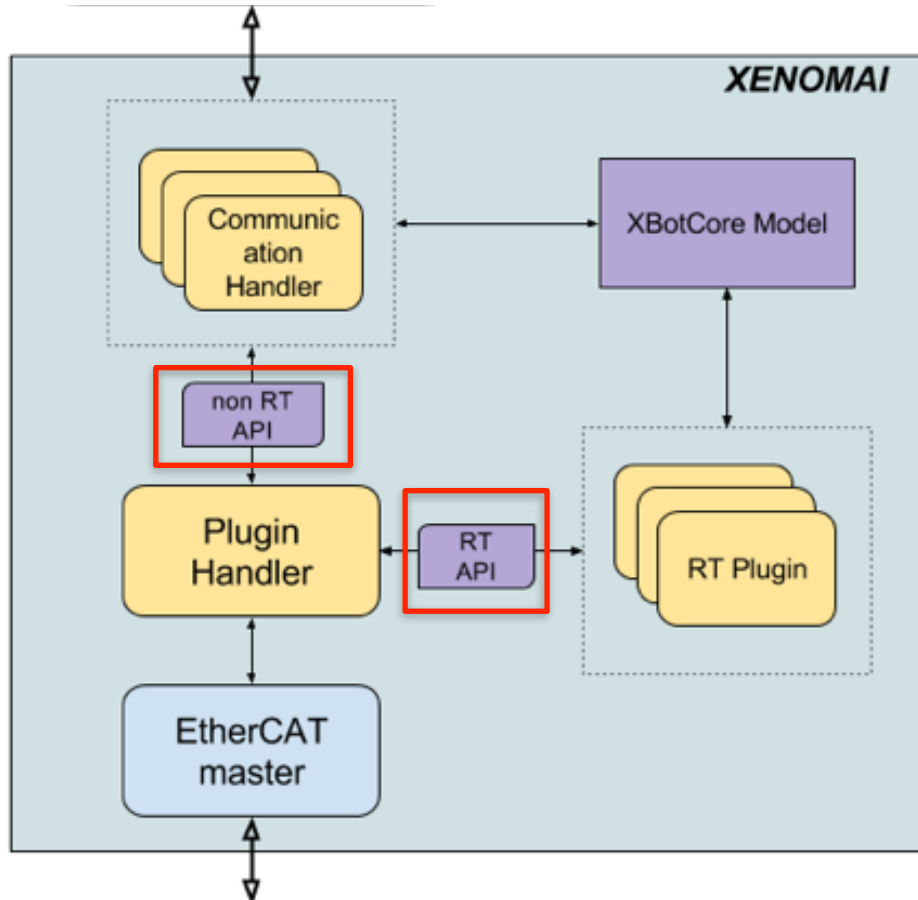 XENOMAI
Communic
ation
Handler
XBotCore Model
non RT
API
Plugin
Handler
RT
API
RT Plugin
EtherCAT
master